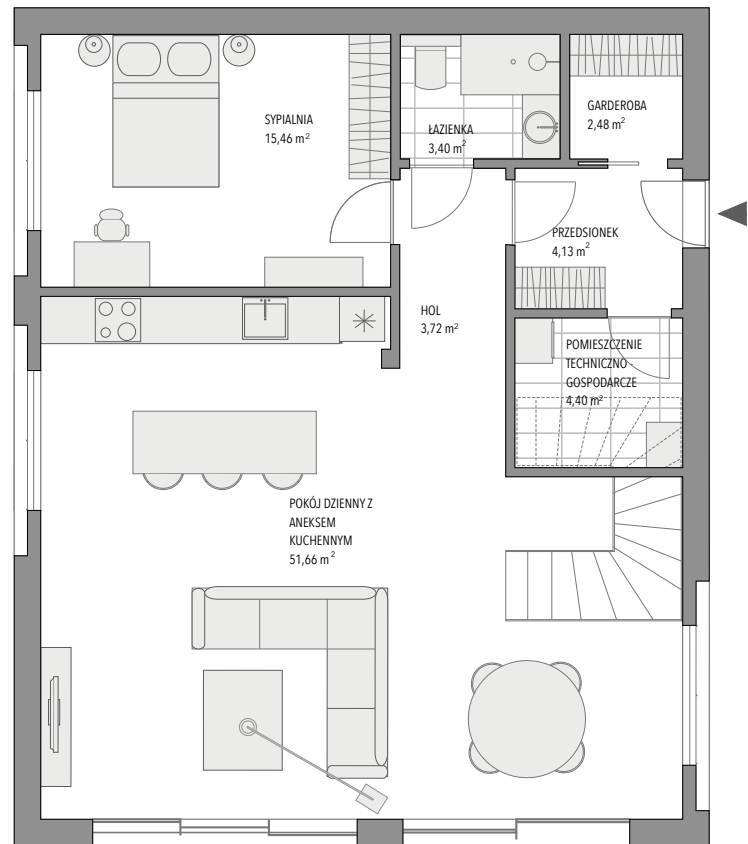 SYPIALNIA
15,46 m²
ŁAZIENKA
3,40 m²
GARDEROBA
2,48 m²
PRZEDSIONEK
4,13 m²
HOL
3,72 m²
POMIESZCZENIE
TECHNICZNO -
GOSPODARCZE
4,40 m²
POKÓJ DZIENNY Z
ANEKSEM
KUCHENNYM
51,66 m²